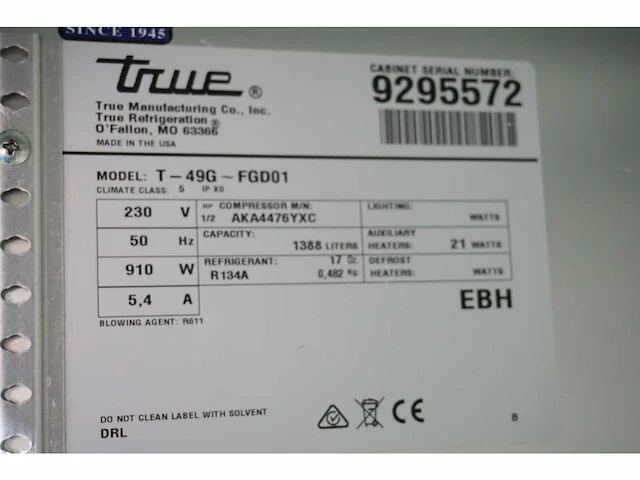 SINCE 1945
true ®
True Manufacturing Co., Inc.
True Refrigeration ®
O'Fallon, MO 63366
MADE IN THE USA
CABINET SERIAL NUMBER:
9295572
MODEL: T-49G~FGD01
CLIMATE CLASS: 5 IP X0
230 V
50 Hz
910 W
5,4 A
HP COMPRESSOR M/N:
1/2 AKA4476YXC
CAPACITY:
1388 LITERS
REFRIGERANT: 17 Oz.
R134A 0,482 Kg
LIGHTING:
WATTS
AUXILIARY
HEATERS: 21 WATTS
DEFROST
HEATERS: WATTS
BLOWING AGENT: R611
EBH
DO NOT CLEAN LABEL WITH SOLVENT
DRL
CE
B